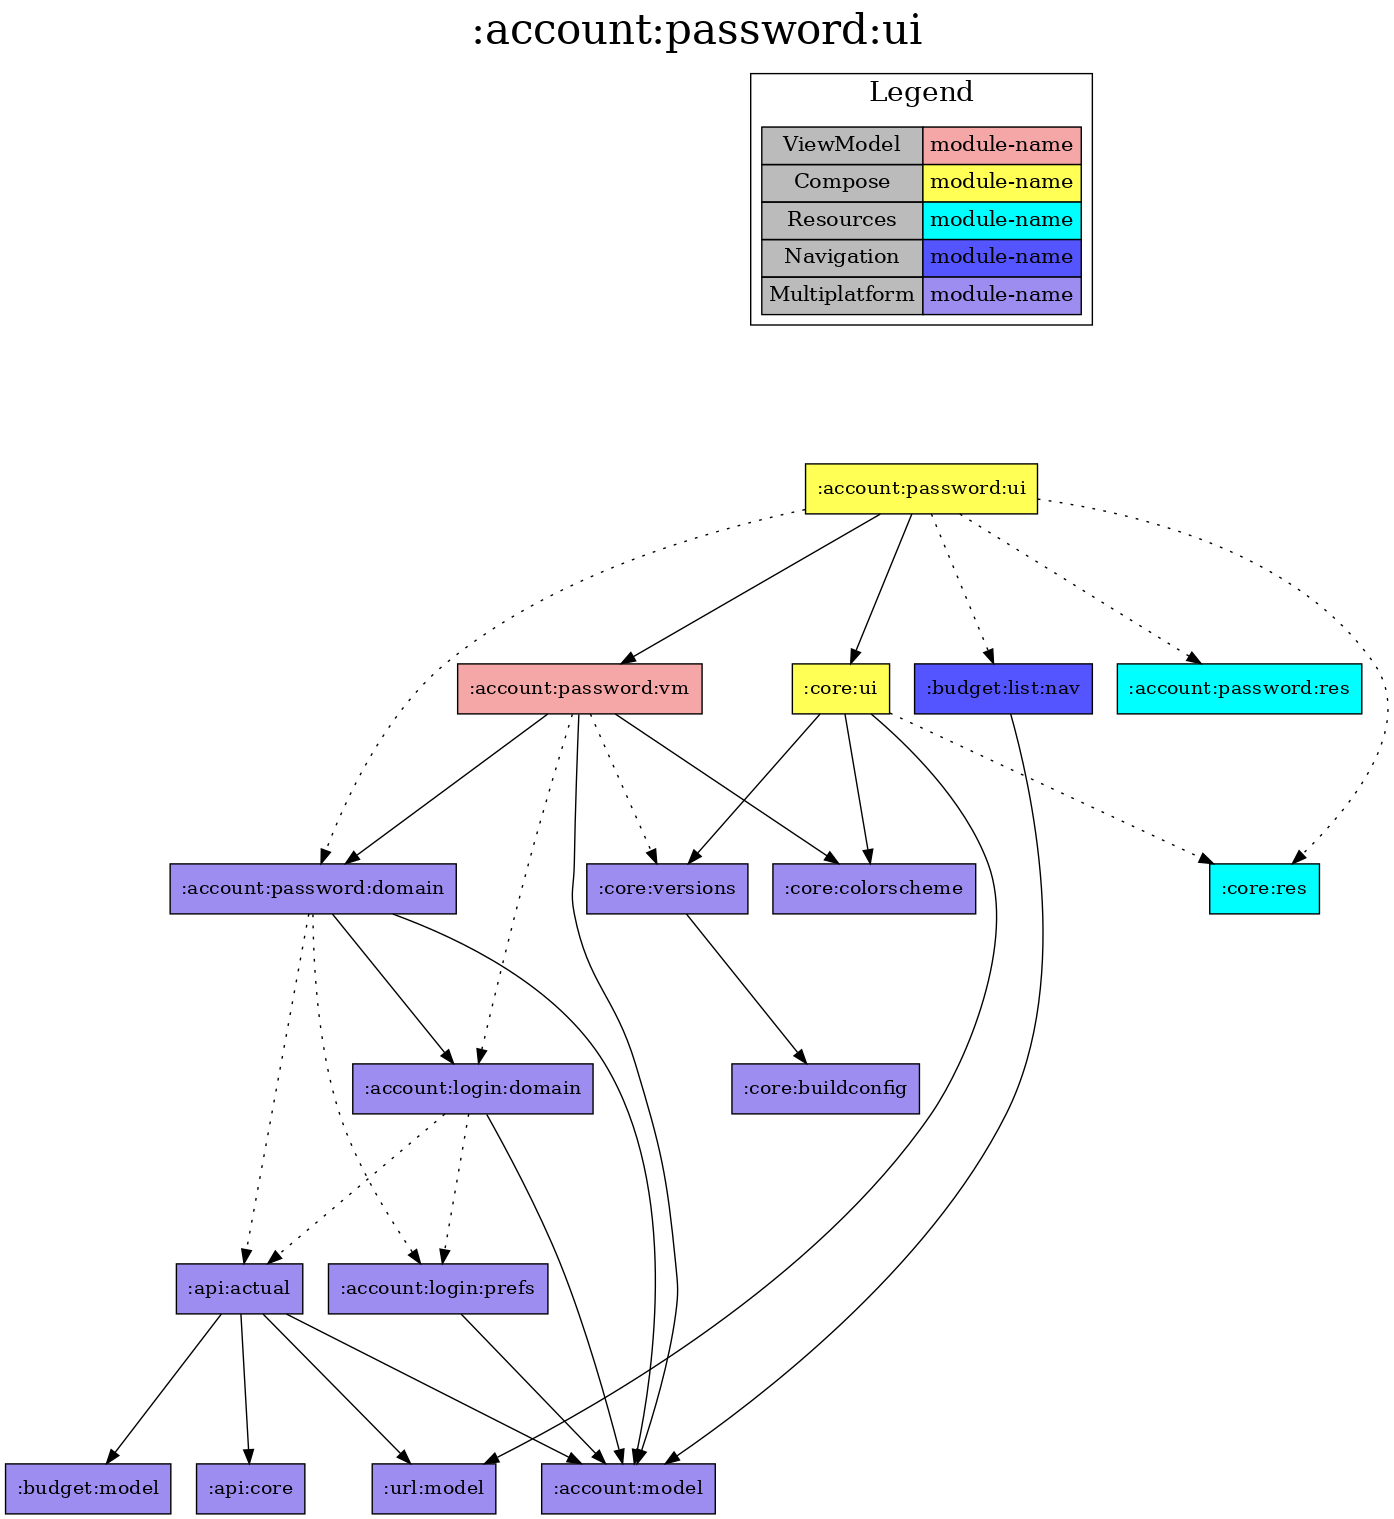 :account:password:ui
Legend
ViewModel module-name
Compose module-name
Resources module-name
Navigation module-name
Multiplatform module-name
:account:password:ui
:account:password:vm
:core:ui
:budget:list:nav
:account:password:res
:account:password:domain
:core:versions
:core:colorscheme
:core:res
:account:login:domain
:core:buildconfig
:api:actual
:account:login:prefs
:budget:model
:api:core
:url:model
:account:model